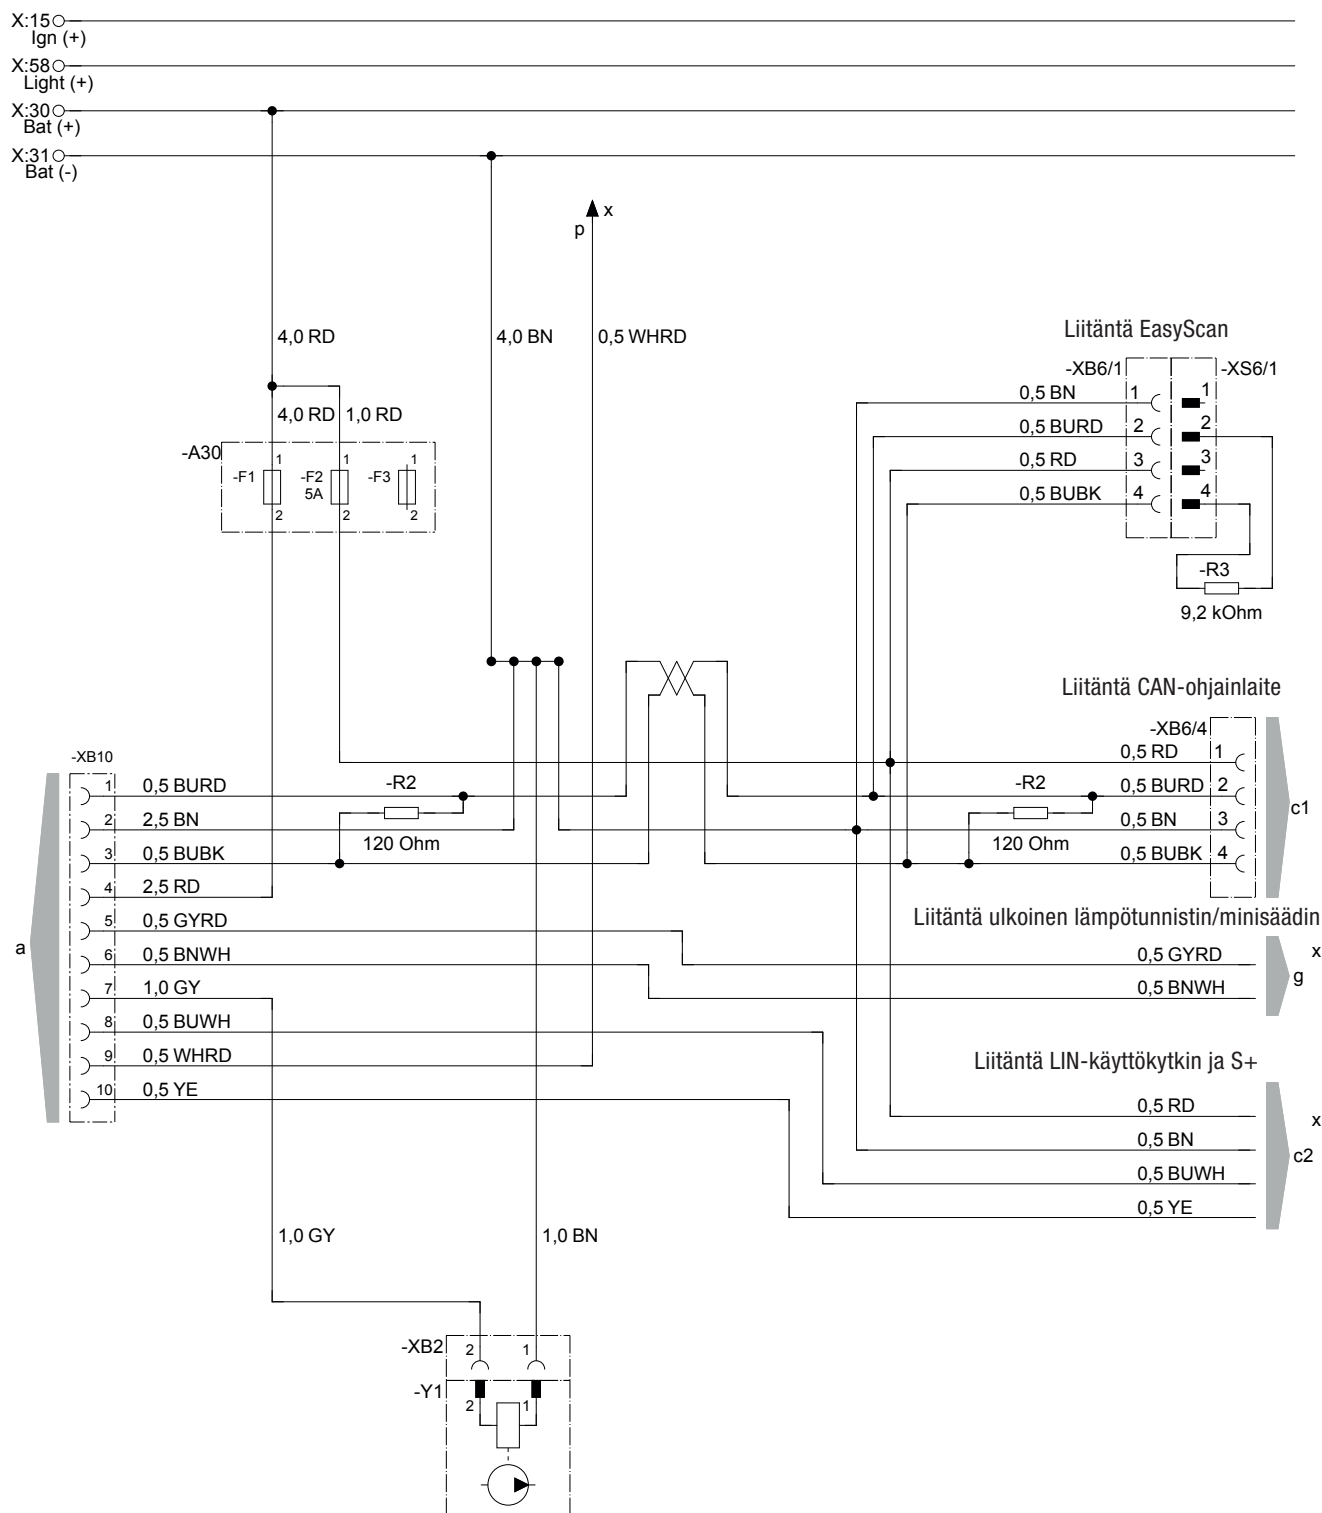 X:15
Ign (+)
X:58
Light (+)
X:30
Bat (+)
X:31
Bat (-)
x
p
4,0 RD
4,0 BN
0,5 WHRD
Liitäntä EasyScan
-XB6/1
-XS6/1
0,5 BN
1
1
0,5 BURD
2
2
0,5 RD
3
3
0,5 BUBK
4
4
4,0 RD
1,0 RD
-A30
-F1
1
2
-F2
5A
1
2
-F3
1
2
-R3
9,2 kOhm
Liitäntä CAN-ohjainlaite
-XB6/4
0,5 RD
1
0,5 BURD
2
0,5 BN
3
0,5 BUBK
4
c1
-R2
120 Ohm
-R2
120 Ohm
-XB10
1
0,5 BURD
2
2,5 BN
3
0,5 BUBK
4
2,5 RD
5
0,5 GYRD
6
0,5 BNWH
7
1,0 GY
8
0,5 BUWH
9
0,5 WHRD
10
0,5 YE
a
Liitäntä ulkoinen lämpötunnistin/minisäädin
0,5 GYRD
x
0,5 BNWH
g
Liitäntä LIN-käyttökytkin ja S+
0,5 RD
x
0,5 BN
c2
0,5 BUWH
0,5 YE
1,0 GY
1,0 BN
-XB2
2
1
-Y1
2
1